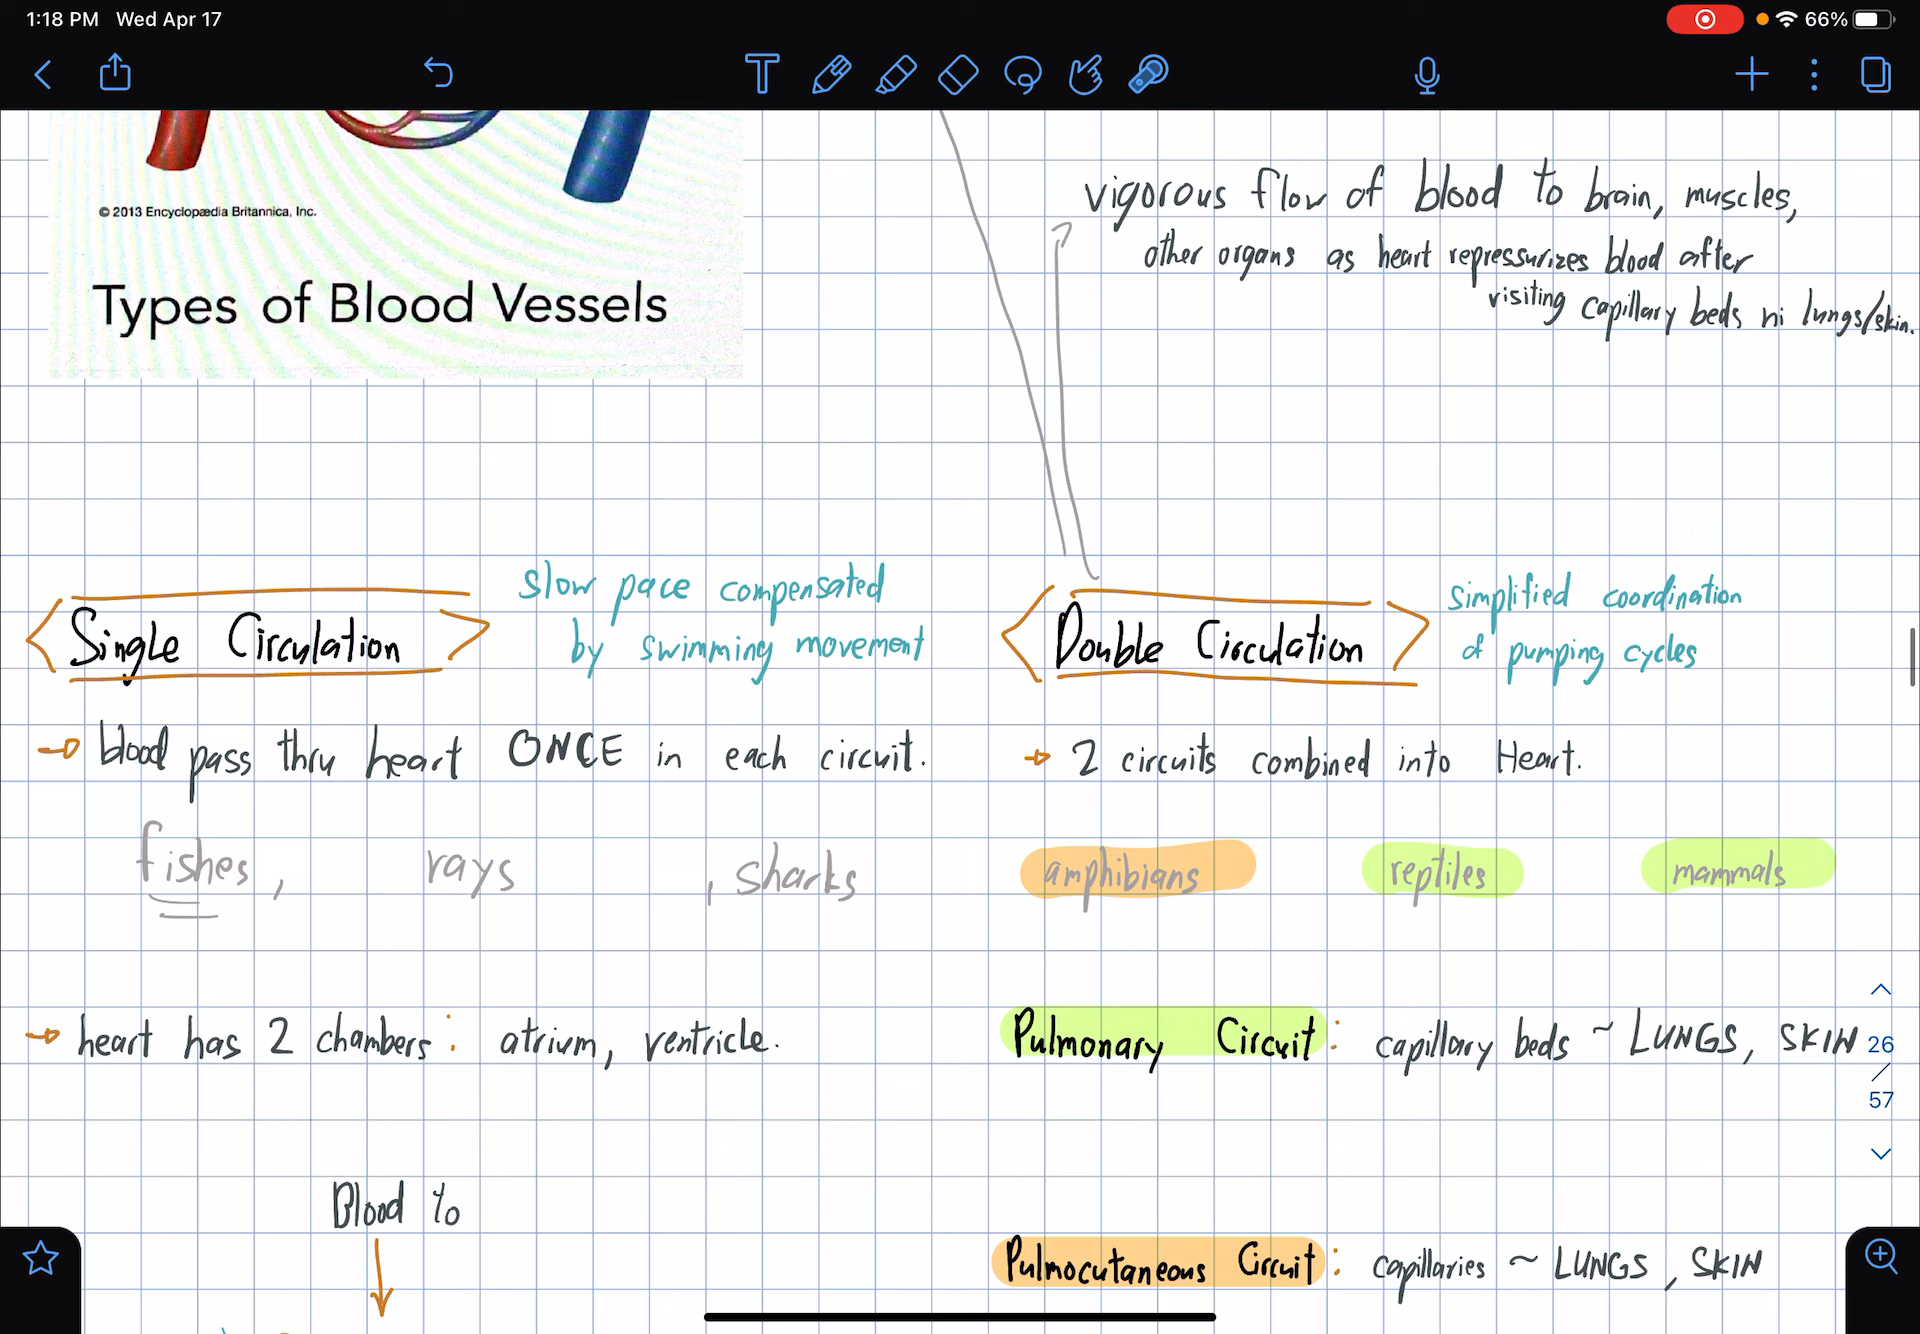 1:18 PM Wed Apr 17
66%
© 2013 Encyclopædia Britannica, Inc.
Types of Blood Vessels
vigorous flow of blood to brain, muscles,
other organs as heart repressurizes blood after
visiting capillary beds ni lungs/skin.
Single Circulation
slow pace compensated
by swimming movement
Double Circulation
simplified coordination
of pumping cycles
blood pass thru heart ONCE in each circuit.
2 circuits combined into Heart.
fishes, rays, sharks
amphibians reptiles mammals
heart has 2 chambers: atrium, ventricle.
Pulmonary Circuit: capillary beds ~ LUNGS, SKIN
26
/
57
Blood to
Pulmocutaneous Circuit: capillaries ~ LUNGS, SKIN